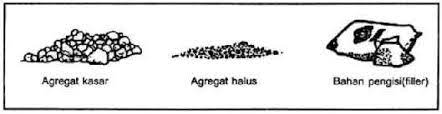 Agregat kasar
Agregat halus
Bahan pengisi(filler)